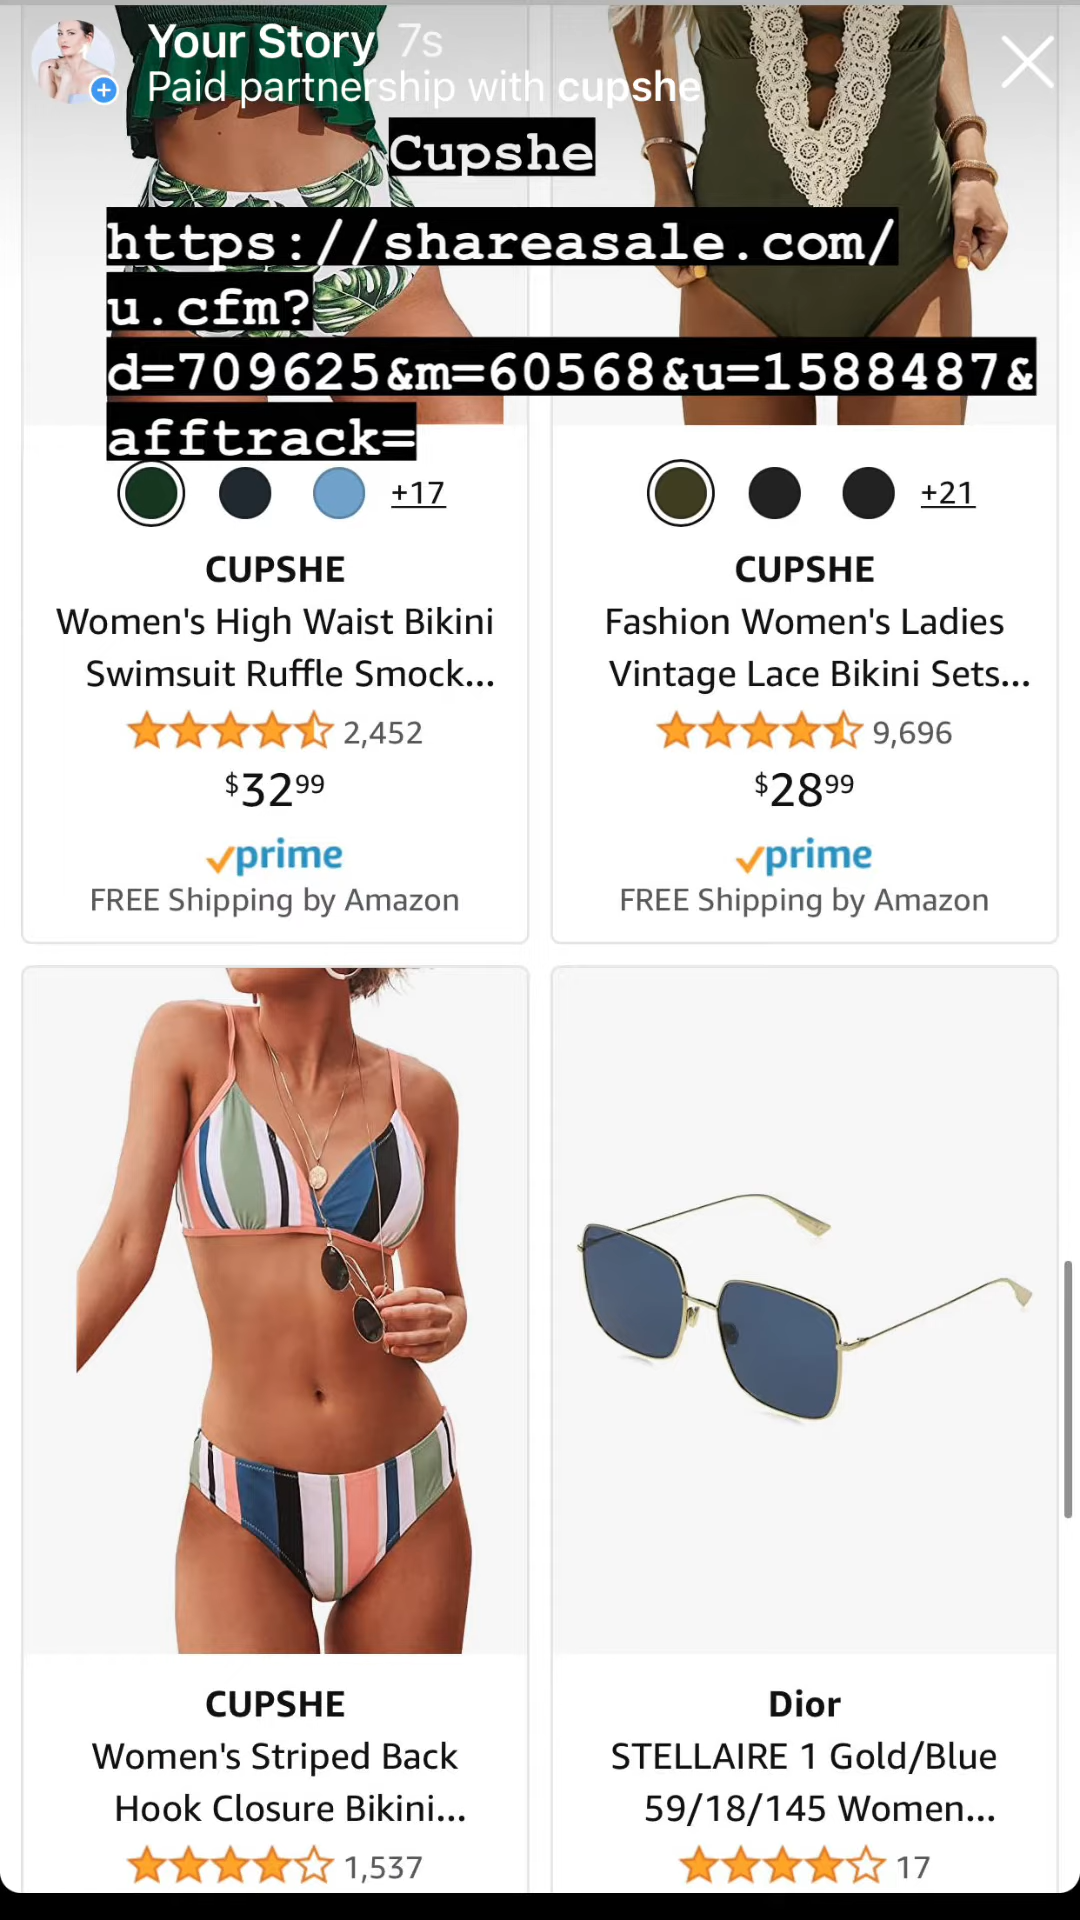 Your Story 7s
Paid partnership with cupshe
Cupshe
https://shareasale.com/
u.cfm?
d=709625&m=60568&u=1588487&
afftrack=
+17
+21
CUPSHE
Women's High Waist Bikini
Swimsuit Ruffle Smock...
2,452
$32 99
prime
FREE Shipping by Amazon
CUPSHE
Fashion Women's Ladies
Vintage Lace Bikini Sets...
9,696
$28 99
prime
FREE Shipping by Amazon
CUPSHE
Women's Striped Back
Hook Closure Bikini...
1,537
Dior
STELLAIRE 1 Gold/Blue
59/18/145 Women...
17